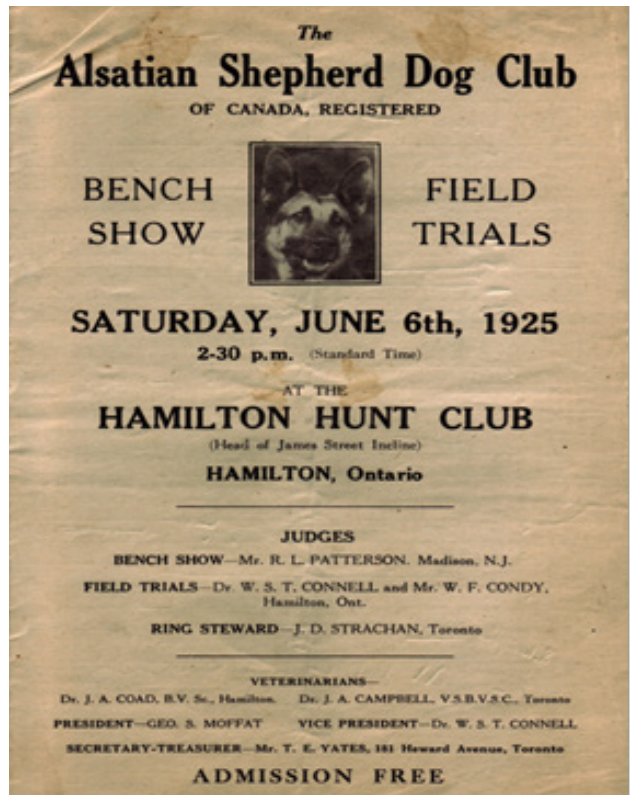 The
Alsatian Shepherd Dog Club
OF CANADA, REGISTERED
BENCH SHOW
FIELD TRIALS
SATURDAY, JUNE 6th, 1925
2-30 p.m. (Standard Time)
AT THE
HAMILTON HUNT CLUB
(Head of James Street Incline)
HAMILTON, Ontario
JUDGES
BENCH SHOW—Mr. R. L. PATTERSON. Madison, N.J.
FIELD TRIALS—Dr. W. S. T. CONNELL and Mr. W. F. CONDY,
Hamilton, Ont.
RING STEWARD—J. D. STRACHAN, Toronto
VETERINARIANS—
Dr. J. A. COAD, B.V. Sc., Hamilton. Dr. J. A. CAMPBELL, V.S.B.V.S.C., Toronto
PRESIDENT—GEO. S. MOFFAT VICE PRESIDENT—Dr. W. S. T. CONNELL
SECRETARY-TREASURER—Mr. T. E. YATES, 181 Heward Avenue, Toronto
ADMISSION FREE